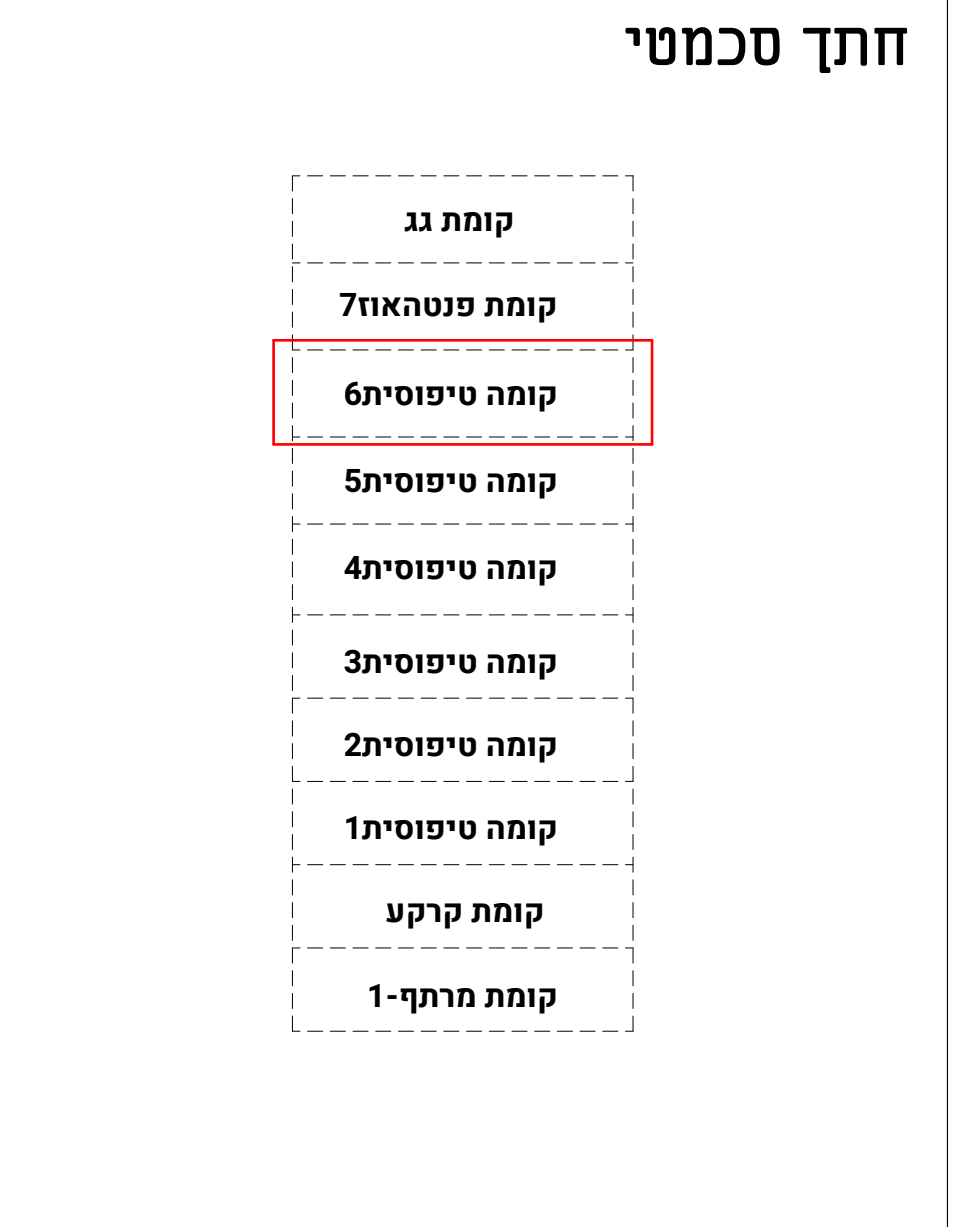 חתך סכמטי
קומת גג
קומת פנטהאוז7
קומה טיפוסית6
קומה טיפוסית5
קומה טיפוסית4
קומה טיפוסית3
קומה טיפוסית2
קומה טיפוסית1
קומת קרקע
קומת מרתף-1